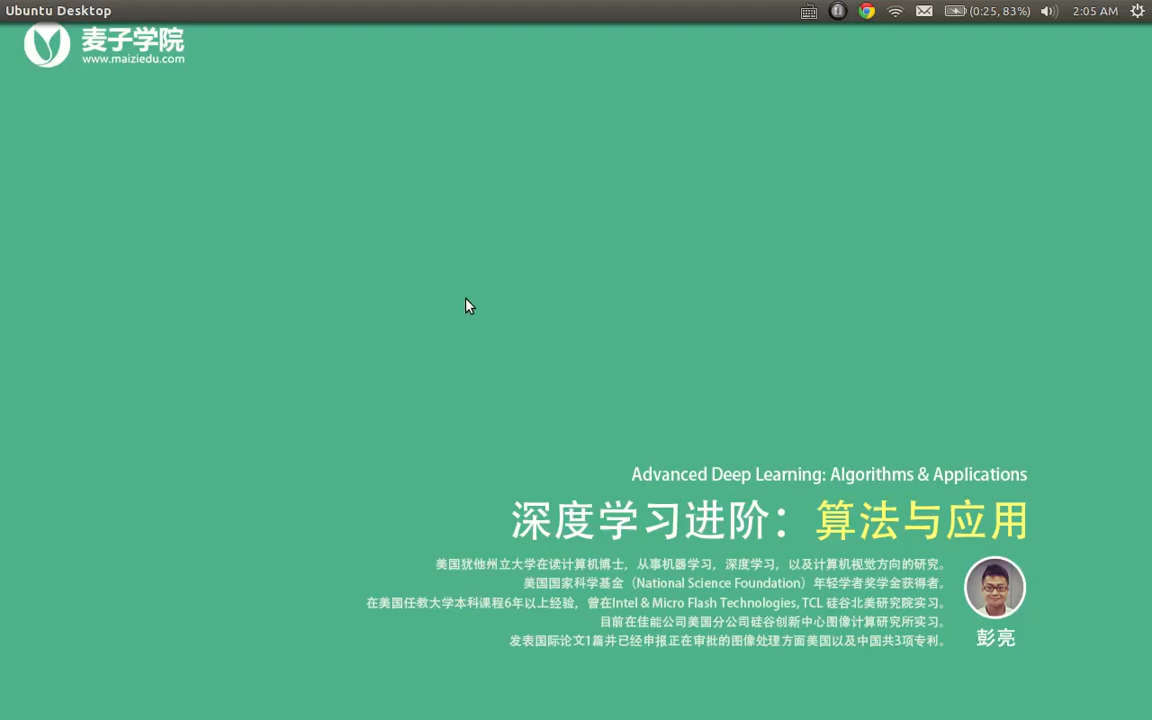 Ubuntu Desktop
(0:25, 83%)
2:05 AM
麦子学院
www.maiziedu.com
Advanced Deep Learning: Algorithms & Applications
深度学习进阶：算法与应用
美国犹他州立大学在读计算机博士，从事机器学习，深度学习，以及计算机视觉方向的研究。
美国国家科学基金（National Science Foundation）年轻学者奖学金获得者。
在美国任教大学本科课程6年以上经验，曾在Intel & Micro Flash Technologies, TCL 硅谷北美研究院实习。
目前在佳能公司美国分公司硅谷创新中心图像计算研究所实习。
发表国际论文1篇并已经申报正在审批的图像处理方面美国以及中国共3项专利。
彭亮